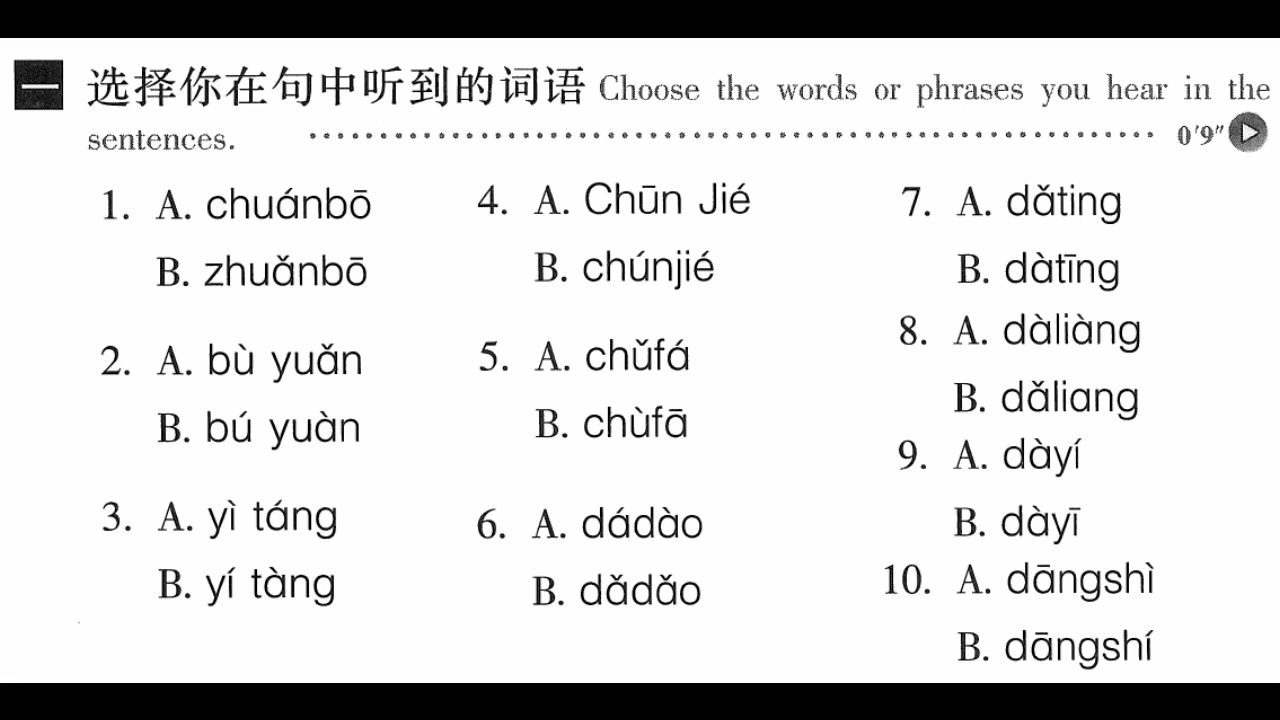 一 选择你在句中听到的词语 Choose the words or phrases you hear in the
sentences. 0′9″
1. A. chuánbō
B. zhuǎnbō
2. A. bù yuǎn
B. bú yuàn
3. A. yì táng
B. yí tàng
4. A. Chūn Jié
B. chúnjié
5. A. chǔfá
B. chùfā
6. A. dádào
B. dǎdǎo
7. A. dǎting
B. dàtīng
8. A. dàliàng
B. dǎliang
9. A. dàyí
B. dàyī
10. A. dāngshì
B. dāngshí